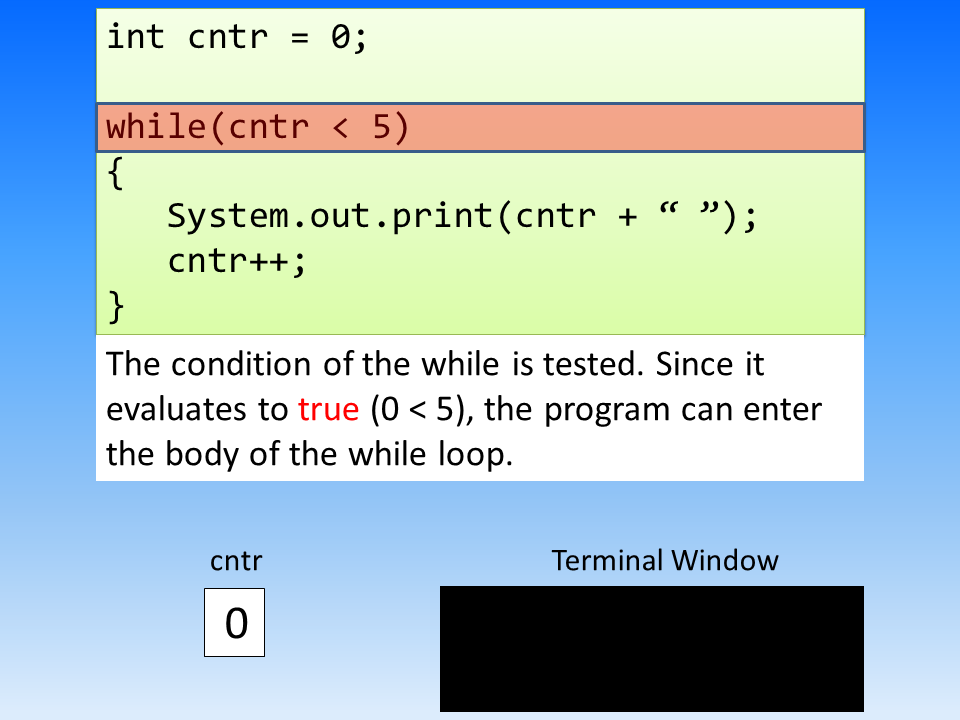 int cntr = 0;
while(cntr < 5)
{
System.out.print(cntr + “ ”);
cntr++;
}
The condition of the while is tested. Since it
evaluates to true (0 < 5), the program can enter
the body of the while loop.
cntr
Terminal Window
0